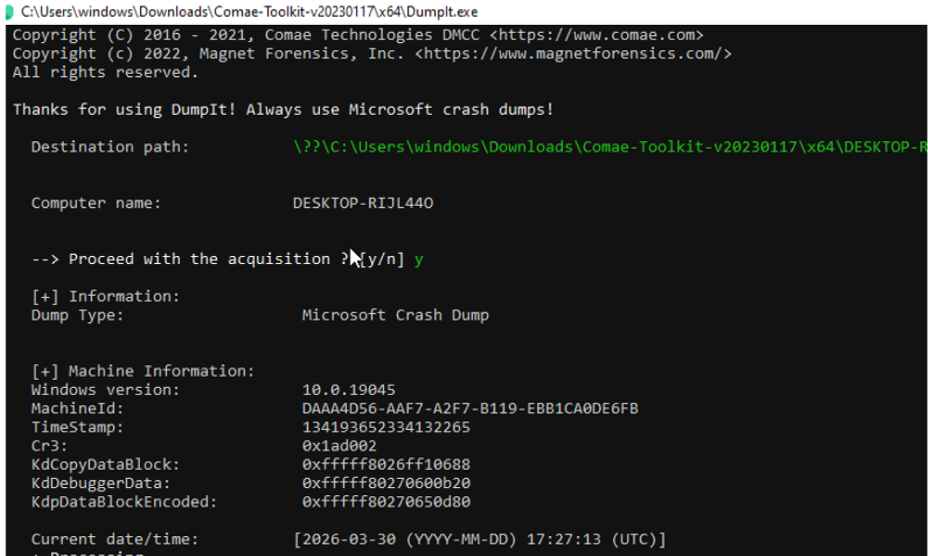 C:\Users\windows\Downloads\Comae-Toolkit-v20230117\x64\DumpIt.exe
Copyright (C) 2016 - 2021, Comae Technologies DMCC <https://www.comae.com>
Copyright (c) 2022, Magnet Forensics, Inc. <https://www.magnetforensics.com/>
All rights reserved.
Thanks for using DumpIt! Always use Microsoft crash dumps!
Destination path: \??\C:\Users\windows\Downloads\Comae-Toolkit-v20230117\x64\DESKTOP-R
Computer name: DESKTOP-RIJL44O
--> Proceed with the acquisition ? [y/n] y
[+] Information:
Dump Type: Microsoft Crash Dump
[+] Machine Information:
Windows version: 10.0.19045
MachineId: DAAA4D56-AAF7-A2F7-B119-EBB1CA0DE6FB
TimeStamp: 134193652334132265
Cr3: 0x1ad002
KdCopyDataBlock: 0xfffff8026ff10688
KdDebuggerData: 0xfffff80270600b20
KdpDataBlockEncoded: 0xfffff80270650d80
Current date/time: [2026-03-30 (YYYY-MM-DD) 17:27:13 (UTC)]